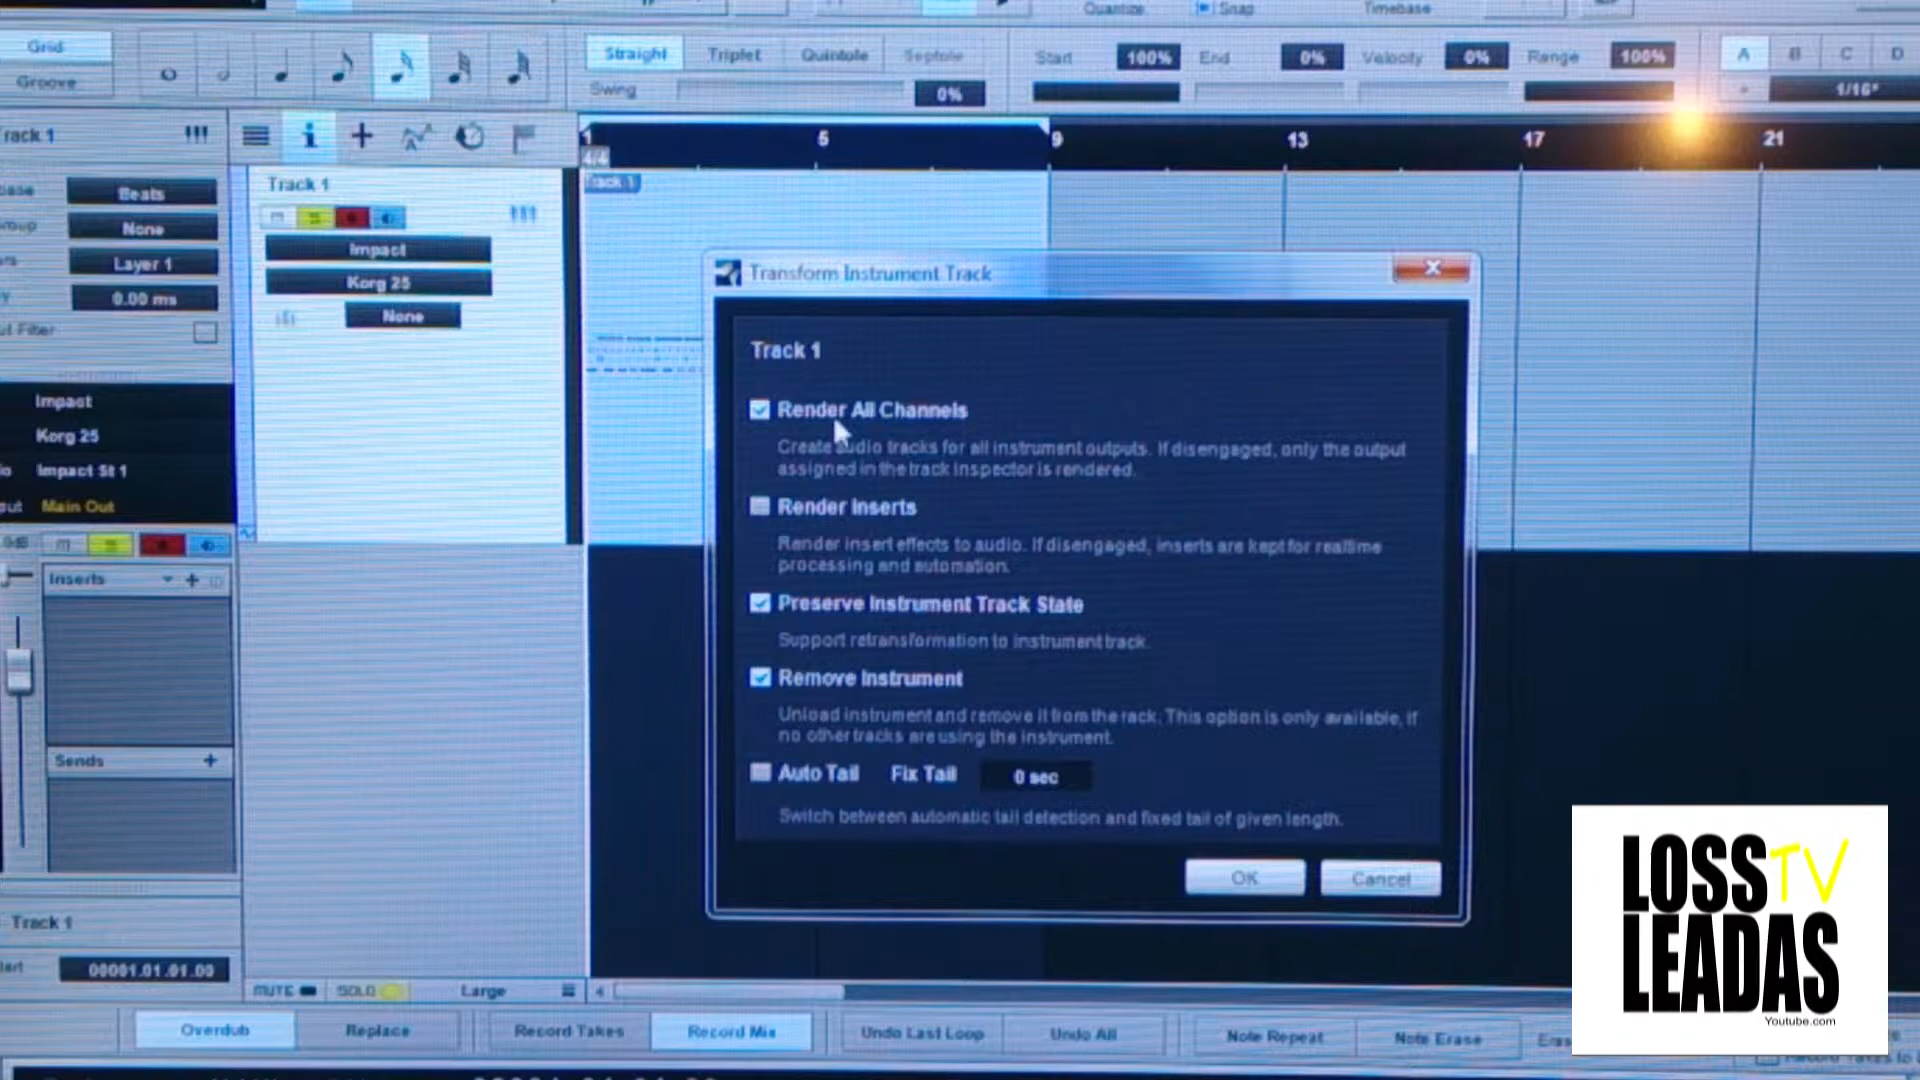 Quantize
Snap
Timebase
Grid
Groove
Straight
Triplet
Quintole
Septole
Swing
0%
Start
100%
End
0%
Velocity
0%
Range
100%
A
B
C
D
1/16*
rack 1
1
5
9
13
17
21
4/4
Track 1
Track 1
Beats
None
Layer 1
0.00 ms
ut Filter
M
S
Impact
Korg 25
None
Transform Instrument Track
Track 1
Render All Channels
Create audio tracks for all instrument outputs. If disengaged, only the output
assigned in the track inspector is rendered.
Render Inserts
Render insert effects to audio. If disengaged, inserts are kept for realtime
processing and automation.
Preserve Instrument Track State
Support retransformation to instrument track.
Remove Instrument
Unload instrument and remove it from the rack. This option is only available, if
no other tracks are using the instrument.
Auto Tail
Fix Tail
0 sec
Switch between automatic tail detection and fixed tail of given length.
OK
Cancel
Impact
Korg 25
Impact St 1
Main Out
Inserts
Sends
Track 1
00001.01.01.00
MUTE
SOLO
Large
Overdub
Replace
Record Takes
Record Mix
Undo Last Loop
Undo All
Note Repeat
Note Erase
LOSS TV
LEADAS
Youtube.com